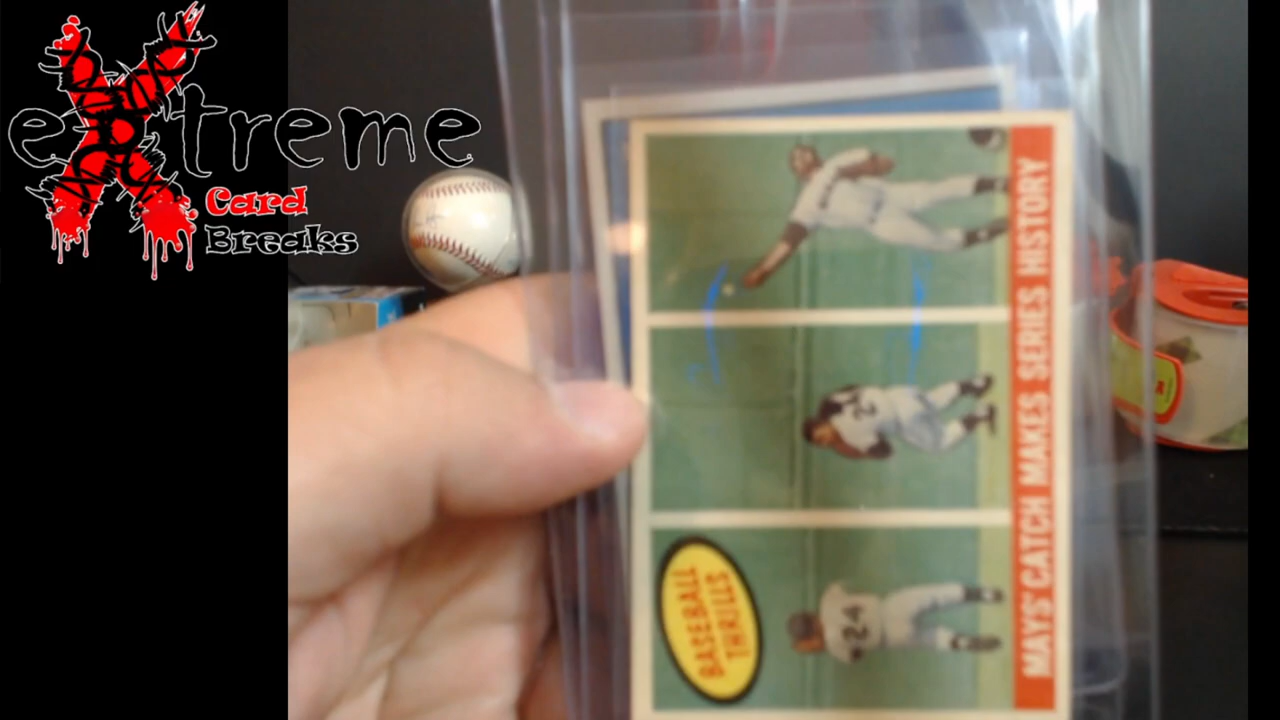 eXtreme
Card
Breaks
BASEBALL
THRILLS
24
MAYS' CATCH MAKES SERIES HISTORY